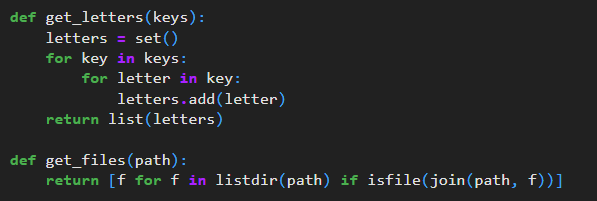 def get_letters(keys):
    letters = set()
    for key in keys:
        for letter in key:
            letters.add(letter)
    return list(letters)

def get_files(path):
    return [f for f in listdir(path) if isfile(join(path, f))]